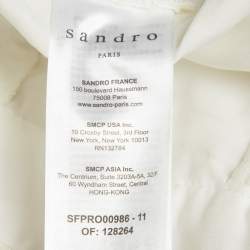 sandro
PARIS
SANDRO FRANCE
150 boulevard Haussmann
75008 Paris
www.sandro-paris.com
SMCP USA Inc.
10 Crosby Street, 3rd Floor
New York, New York 10013
RN132784
SMCP ASIA Inc.
The Centrium, Suite 3203A-5A, 32/F
60 Wyndham Street, Central
HONG-KONG
SFPRO00986 - 11
OF: 128264